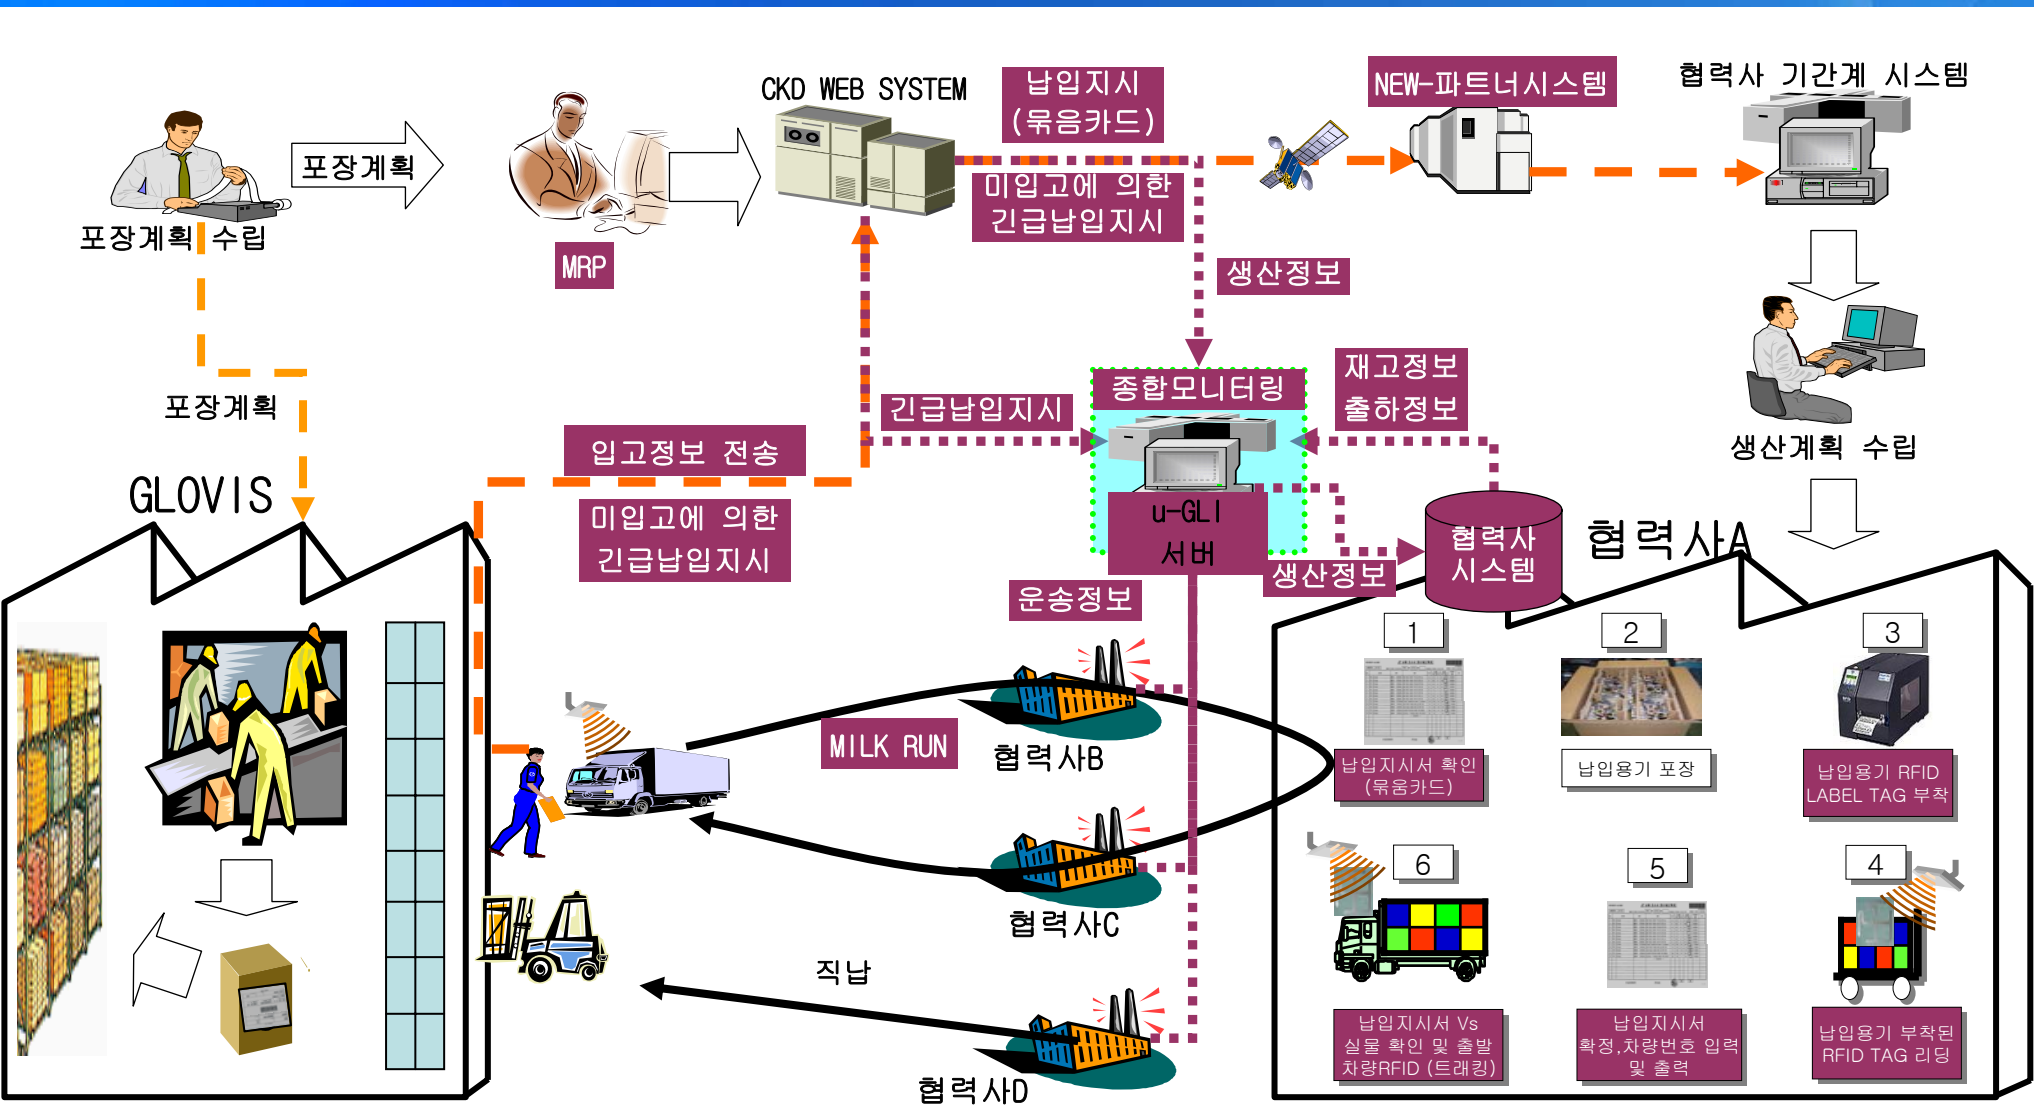 CKD WEB SYSTEM
납입지시
(묶음카드)
NEW-파트너시스템
협력사 기간계 시스템
포장계획
미입고에 의한
긴급납입지시
포장계획 수립
MRP
생산정보
재고정보
출하정보
종합모니터링
긴급납입지시
포장계획
생산계획 수립
입고정보 전송
GLOVIS
미입고에 의한
긴급납입지시
u-GLI
서버
협력사
시스템
협력사A
생산정보
운송정보
1
2
3
MILK RUN
협력사B
납입지시서 확인
(묶움카드)
납입용기 포장
납입용기 RFID
LABEL TAG 부착
6
5
4
협력사C
직납
납입지시서 Vs
실물 확인 및 출발
차량RFID (트래킹)
납입지시서
확정,차량번호 입력
및 출력
납입용기 부착된
RFID TAG 리딩
협력사D